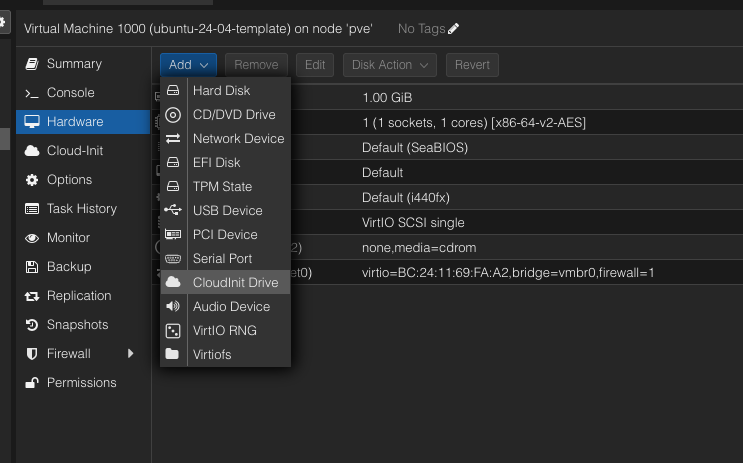 Virtual Machine 1000 (ubuntu-24-04-template) on node 'pve' No Tags
Summary
Console
Hardware
Cloud-Init
Options
Task History
Monitor
Backup
Replication
Snapshots
Firewall
Permissions
Add Remove Edit Disk Action Revert
Hard Disk
CD/DVD Drive
Network Device
EFI Disk
TPM State
USB Device
PCI Device
Serial Port
CloudInit Drive
Audio Device
VirtIO RNG
Virtiofs
1.00 GiB
1 (1 sockets, 1 cores) [x86-64-v2-AES]
Default (SeaBIOS)
Default
Default (i440fx)
VirtIO SCSI single
2) none,media=cdrom
et0) virtio=BC:24:11:69:FA:A2,bridge=vmbr0,firewall=1